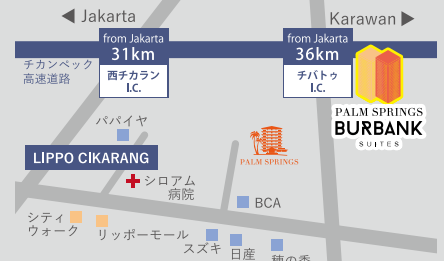 ◀ Jakarta
Karawan ▶
from Jakarta
31km
西チカラン
I.C.
from Jakarta
36km
チバトゥ
I.C.
チカンペック
高速道路
PALM SPRINGS
BURBANK
SUITES
パパイヤ
LIPPO CIKARANG
PALM SPRINGS
シロアム
病院
BCA
シティ
ウォーク
リッポーモール
スズキ
日産
穂の香